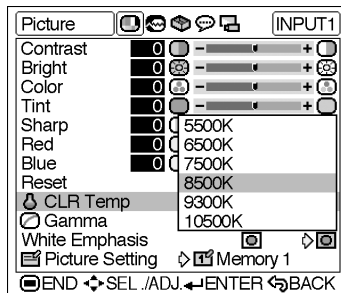 Picture INPUT1
Contrast 0 - +
Bright 0 - +
Color 0 - +
Tint 0 - +
Sharp 0 5500K
Red 0 6500K
Blue 0 7500K
Reset 8500K
CLR Temp 9300K
Gamma 10500K
White Emphasis
Picture Setting Memory 1
END SEL./ADJ. ENTER BACK